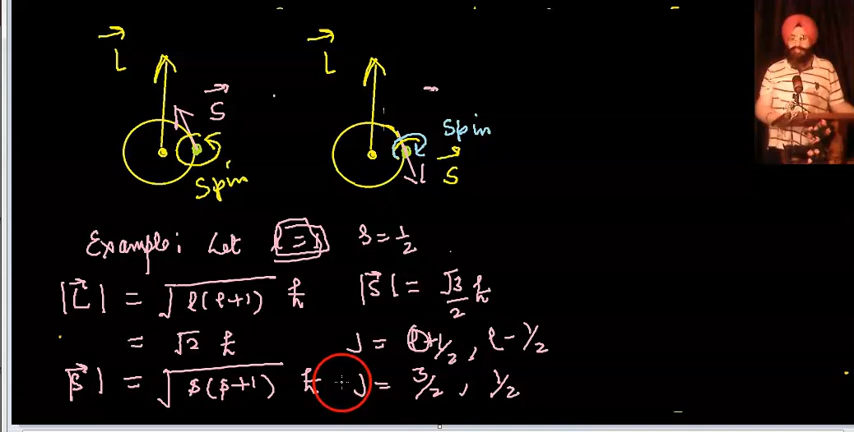 L⃗ L⃗
S⃗ Spin
Spin S⃗
Example: Let l=1 s=1/2
|L⃗| = √l(l+1) ħ |S⃗| = √3/2 ħ
= √2 ħ J = l+1/2, l-1/2
|S⃗| = √s(s+1) ħ J = 3/2, 1/2